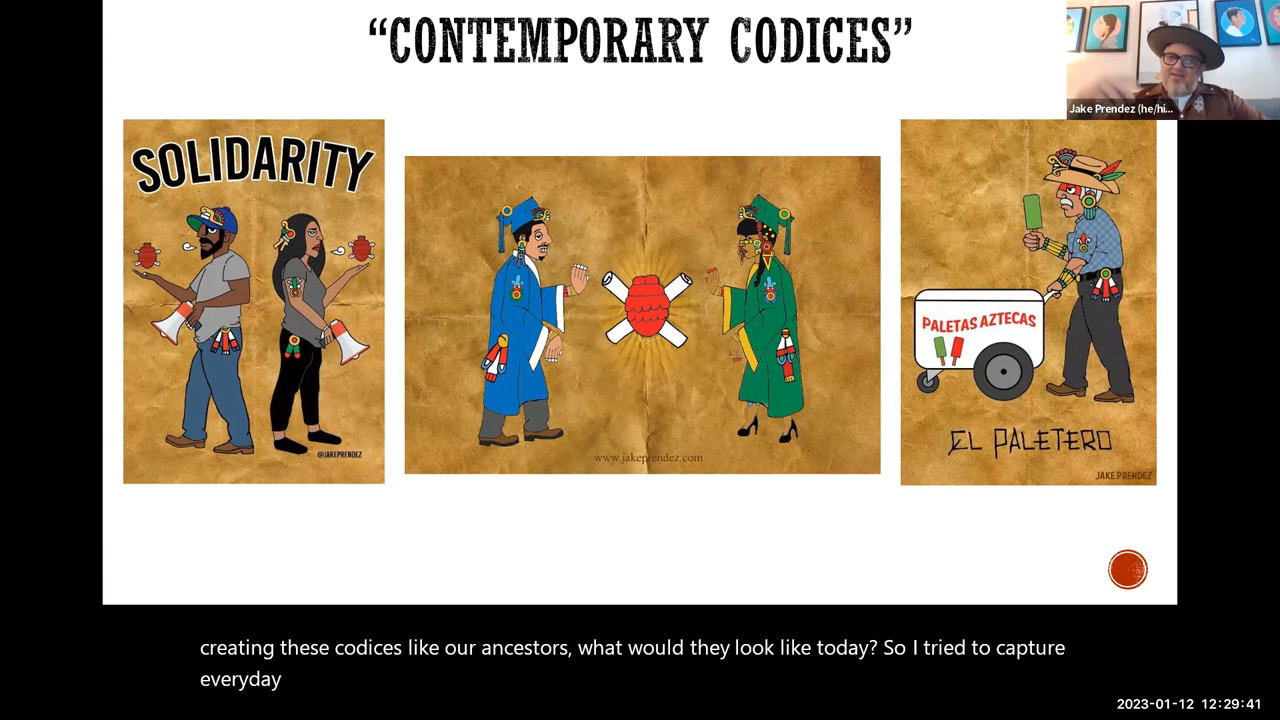 “CONTEMPORARY CODICES”
Jake Prendez (he/hi...
SOLIDARITY
@JAKEPRENDEZ
www.jakeprendez.com
PALETAS AZTECAS
EL PALETERO
JAKE PRENDEZ
creating these codices like our ancestors, what would they look like today? So I tried to capture
everyday
2023-01-12 12:29:41